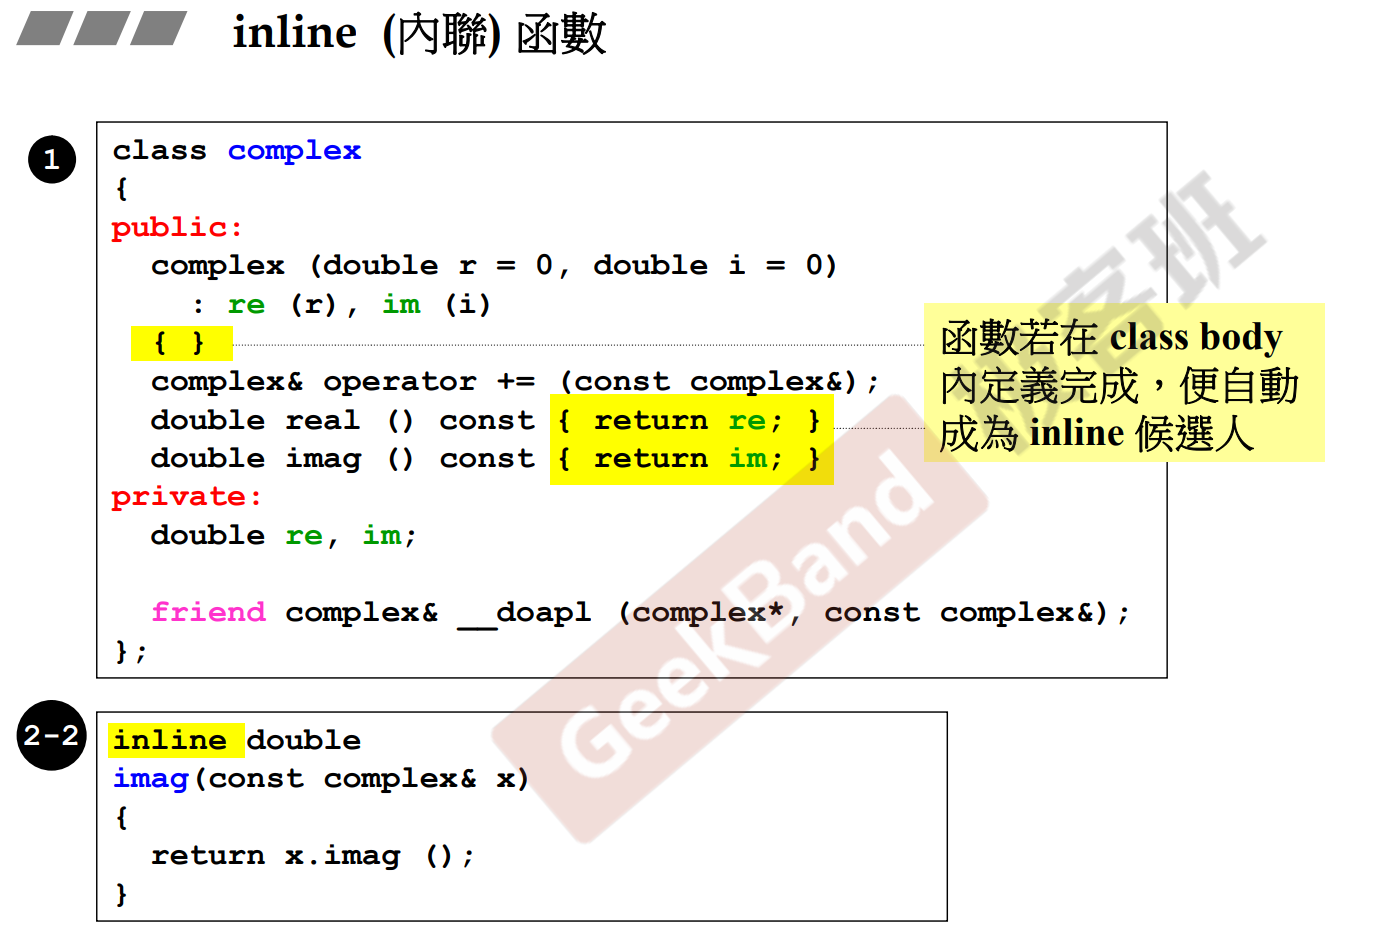 inline (內聯) 函數
1
class complex
{
public:
complex (double r = 0, double i = 0)
: re (r), im (i)
{ }
complex& operator += (const complex&);
double real () const { return re; }
double imag () const { return im; }
private:
double re, im;
friend complex& __doapl (complex*, const complex&);
};
函數若在 class body
內定義完成，便自動
成為 inline 候選人
2-2
inline double
imag(const complex& x)
{
return x.imag ();
}
GeekBand
极客班